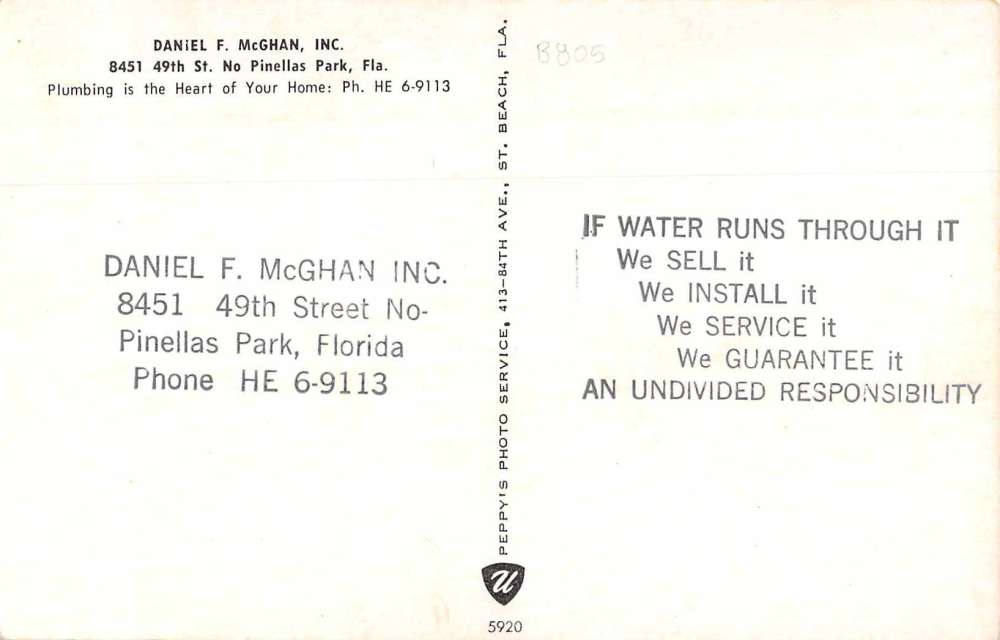 DANiEL F. McGHAN, INC.
8451 49th St. No Pinellas Park, Fla.
Plumbing is the Heart of Your Home: Ph. HE 6-9113
DANIEL F. McGHAN INC.
8451 49th Street No-
Pinellas Park, Florida
Phone HE 6-9113
PEPPY'S PHOTO SERVICE, 413-84TH AVE., ST. BEACH, FLA.
U
5920
B805
IF WATER RUNS THROUGH IT
We SELL it
We INSTALL it
We SERVICE it
We GUARANTEE it
AN UNDIVIDED RESPONSIBILITY